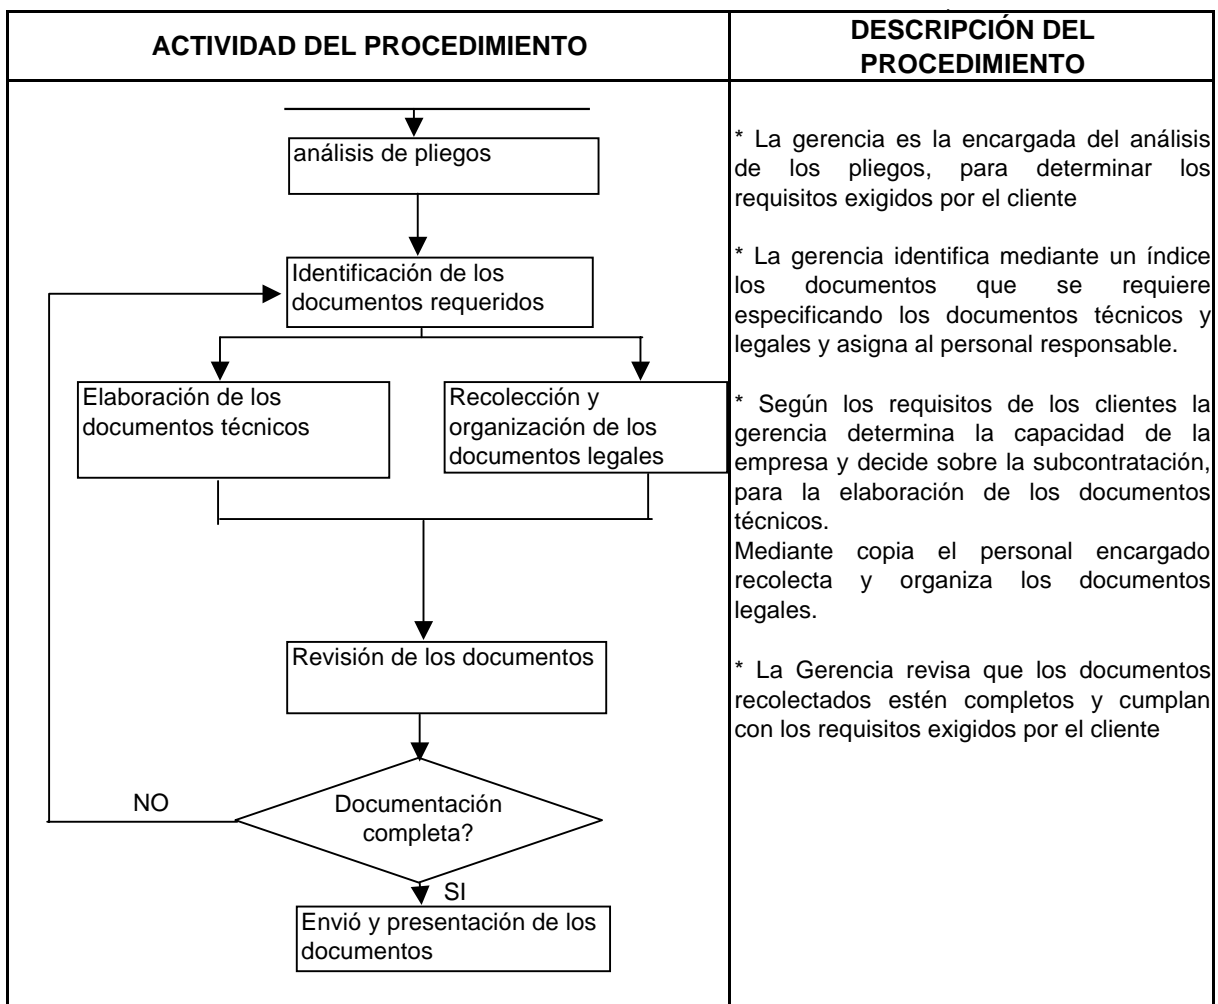 ACTIVIDAD DEL PROCEDIMIENTO
DESCRIPCIÓN DEL
PROCEDIMIENTO
análisis de pliegos
Identificación de los
documentos requeridos
Elaboración de los
documentos técnicos
Recolección y
organización de los
documentos legales
Revisión de los documentos
NO
Documentación
completa?
SI
Envió y presentación de los
documentos
* La gerencia es la encargada del análisis
de los pliegos, para determinar los
requisitos exigidos por el cliente
* La gerencia identifica mediante un índice
los documentos que se requiere
especificando los documentos técnicos y
legales y asigna al personal responsable.
* Según los requisitos de los clientes la
gerencia determina la capacidad de la
empresa y decide sobre la subcontratación,
para la elaboración de los documentos
técnicos.
Mediante copia el personal encargado
recolecta y organiza los documentos
legales.
* La Gerencia revisa que los documentos
recolectados estén completos y cumplan
con los requisitos exigidos por el cliente